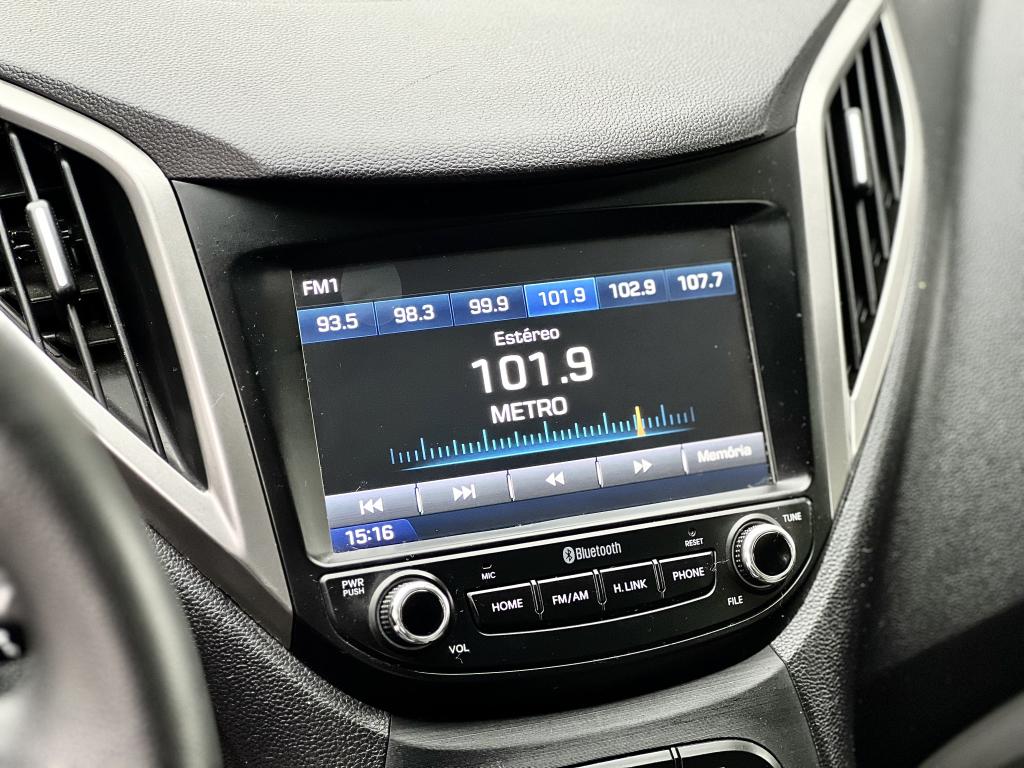 FM1
93.5 98.3 99.9 101.9 102.9 107.7
Estéreo
101.9
METRO
Memória
15:16
Bluetooth
RESET
TUNE
PWR
PUSH
MIC
HOME FM/AM H.LINK PHONE
VOL
FILE